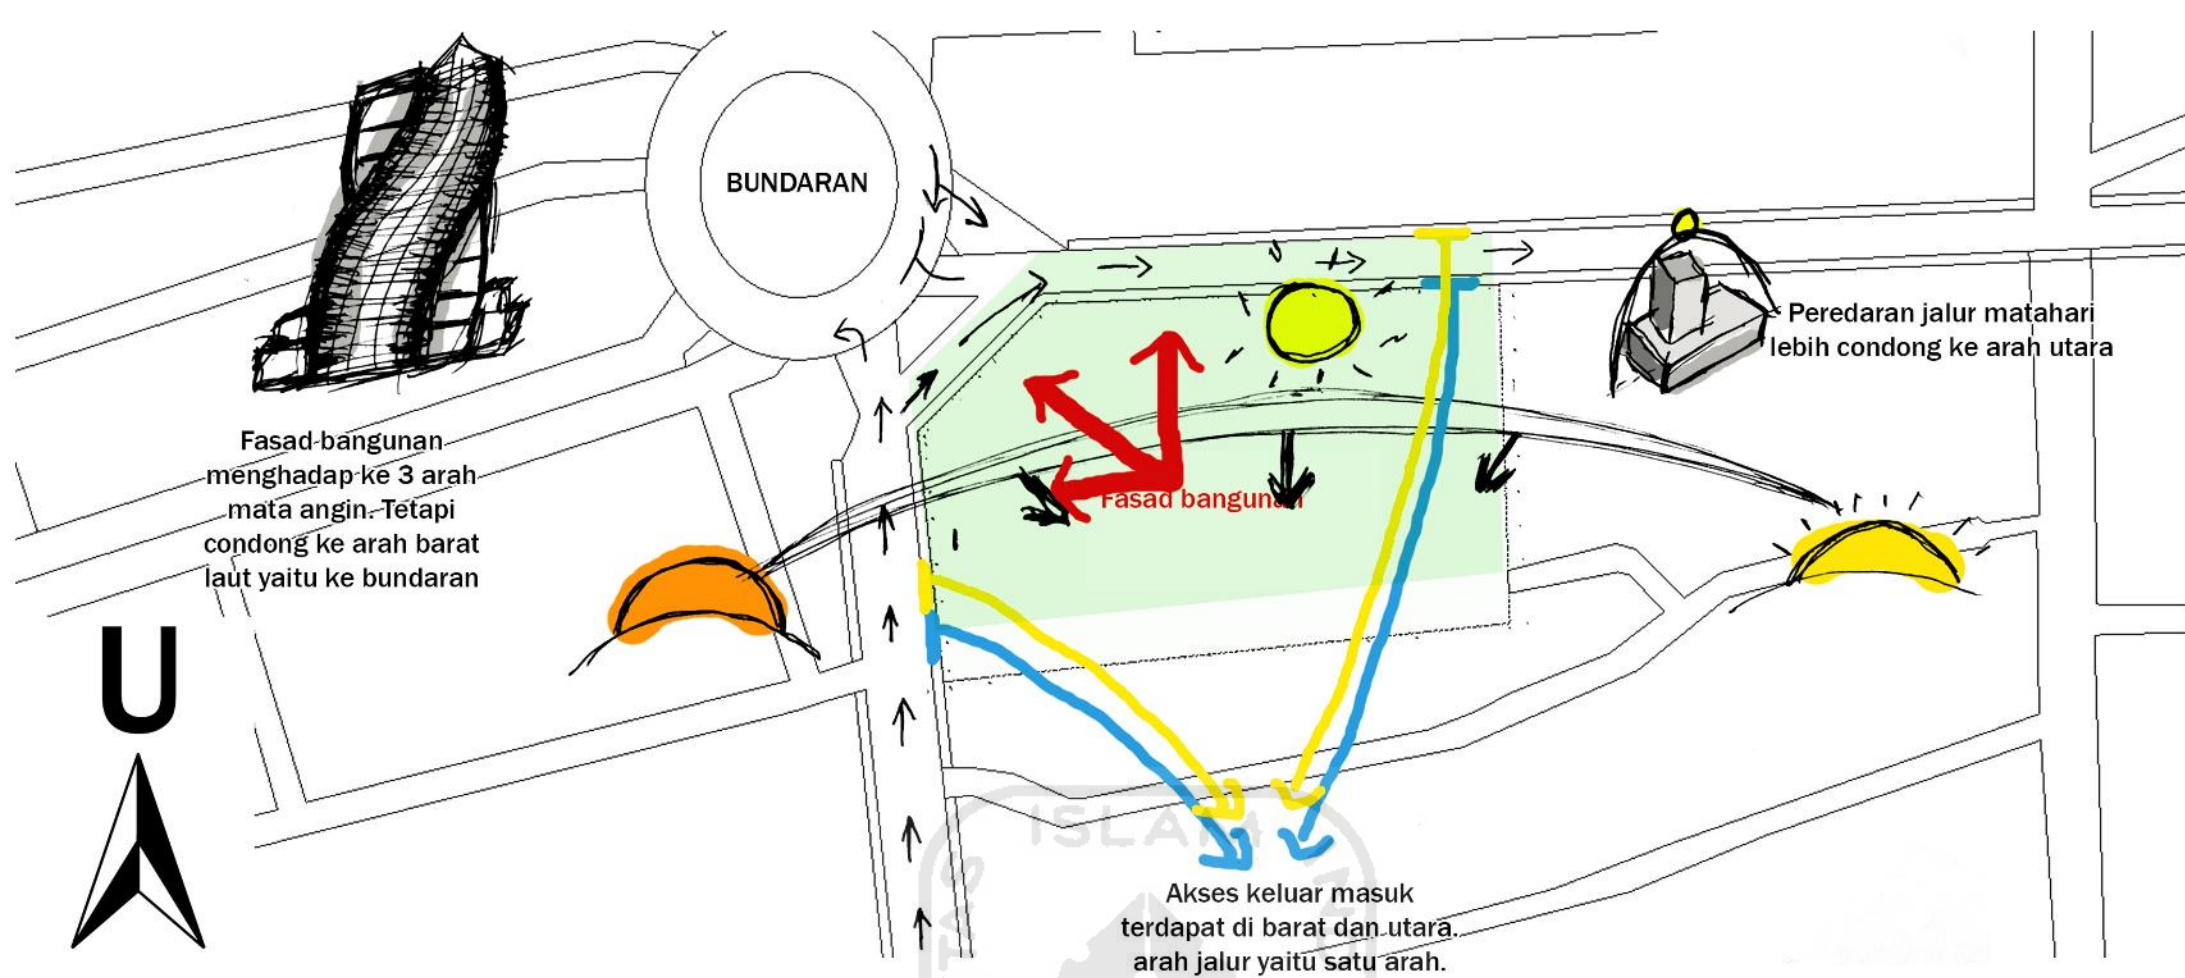 BUNDARAN
Peredaran jalur matahari
lebih condong ke arah utara
Fasad bangunan
menghadap ke 3 arah
mata angin. Tetapi
condong ke arah barat
laut yaitu ke bundaran
Fasad bangunan
U
ISLAM
Akses keluar masuk
terdapat di barat dan utara.
arah jalur yaitu satu arah.